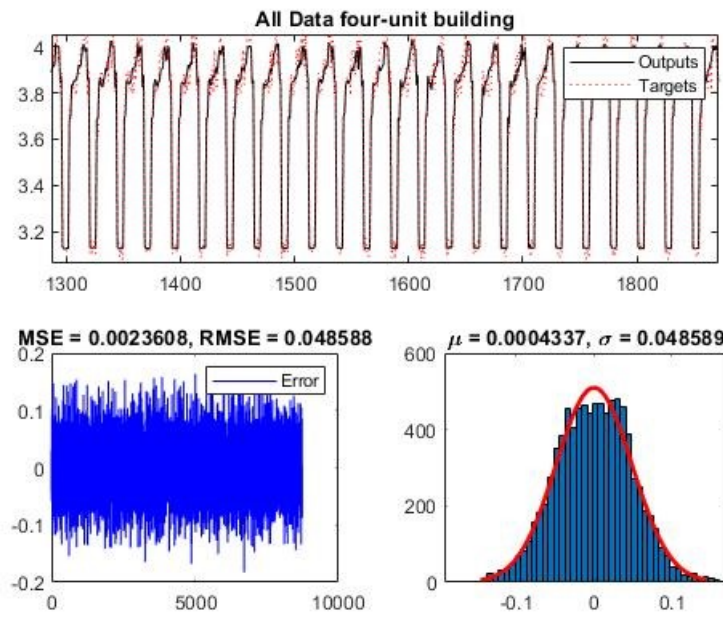 All Data four-unit building
4
3.8
3.6
3.4
3.2
Outputs
Targets
1300 1400 1500 1600 1700 1800
MSE = 0.0023608, RMSE = 0.048588
0.2
0.1
0
-0.1
-0.2
Error
0 5000 10000
μ = 0.0004337, σ = 0.048589
600
400
200
0
-0.1 0 0.1